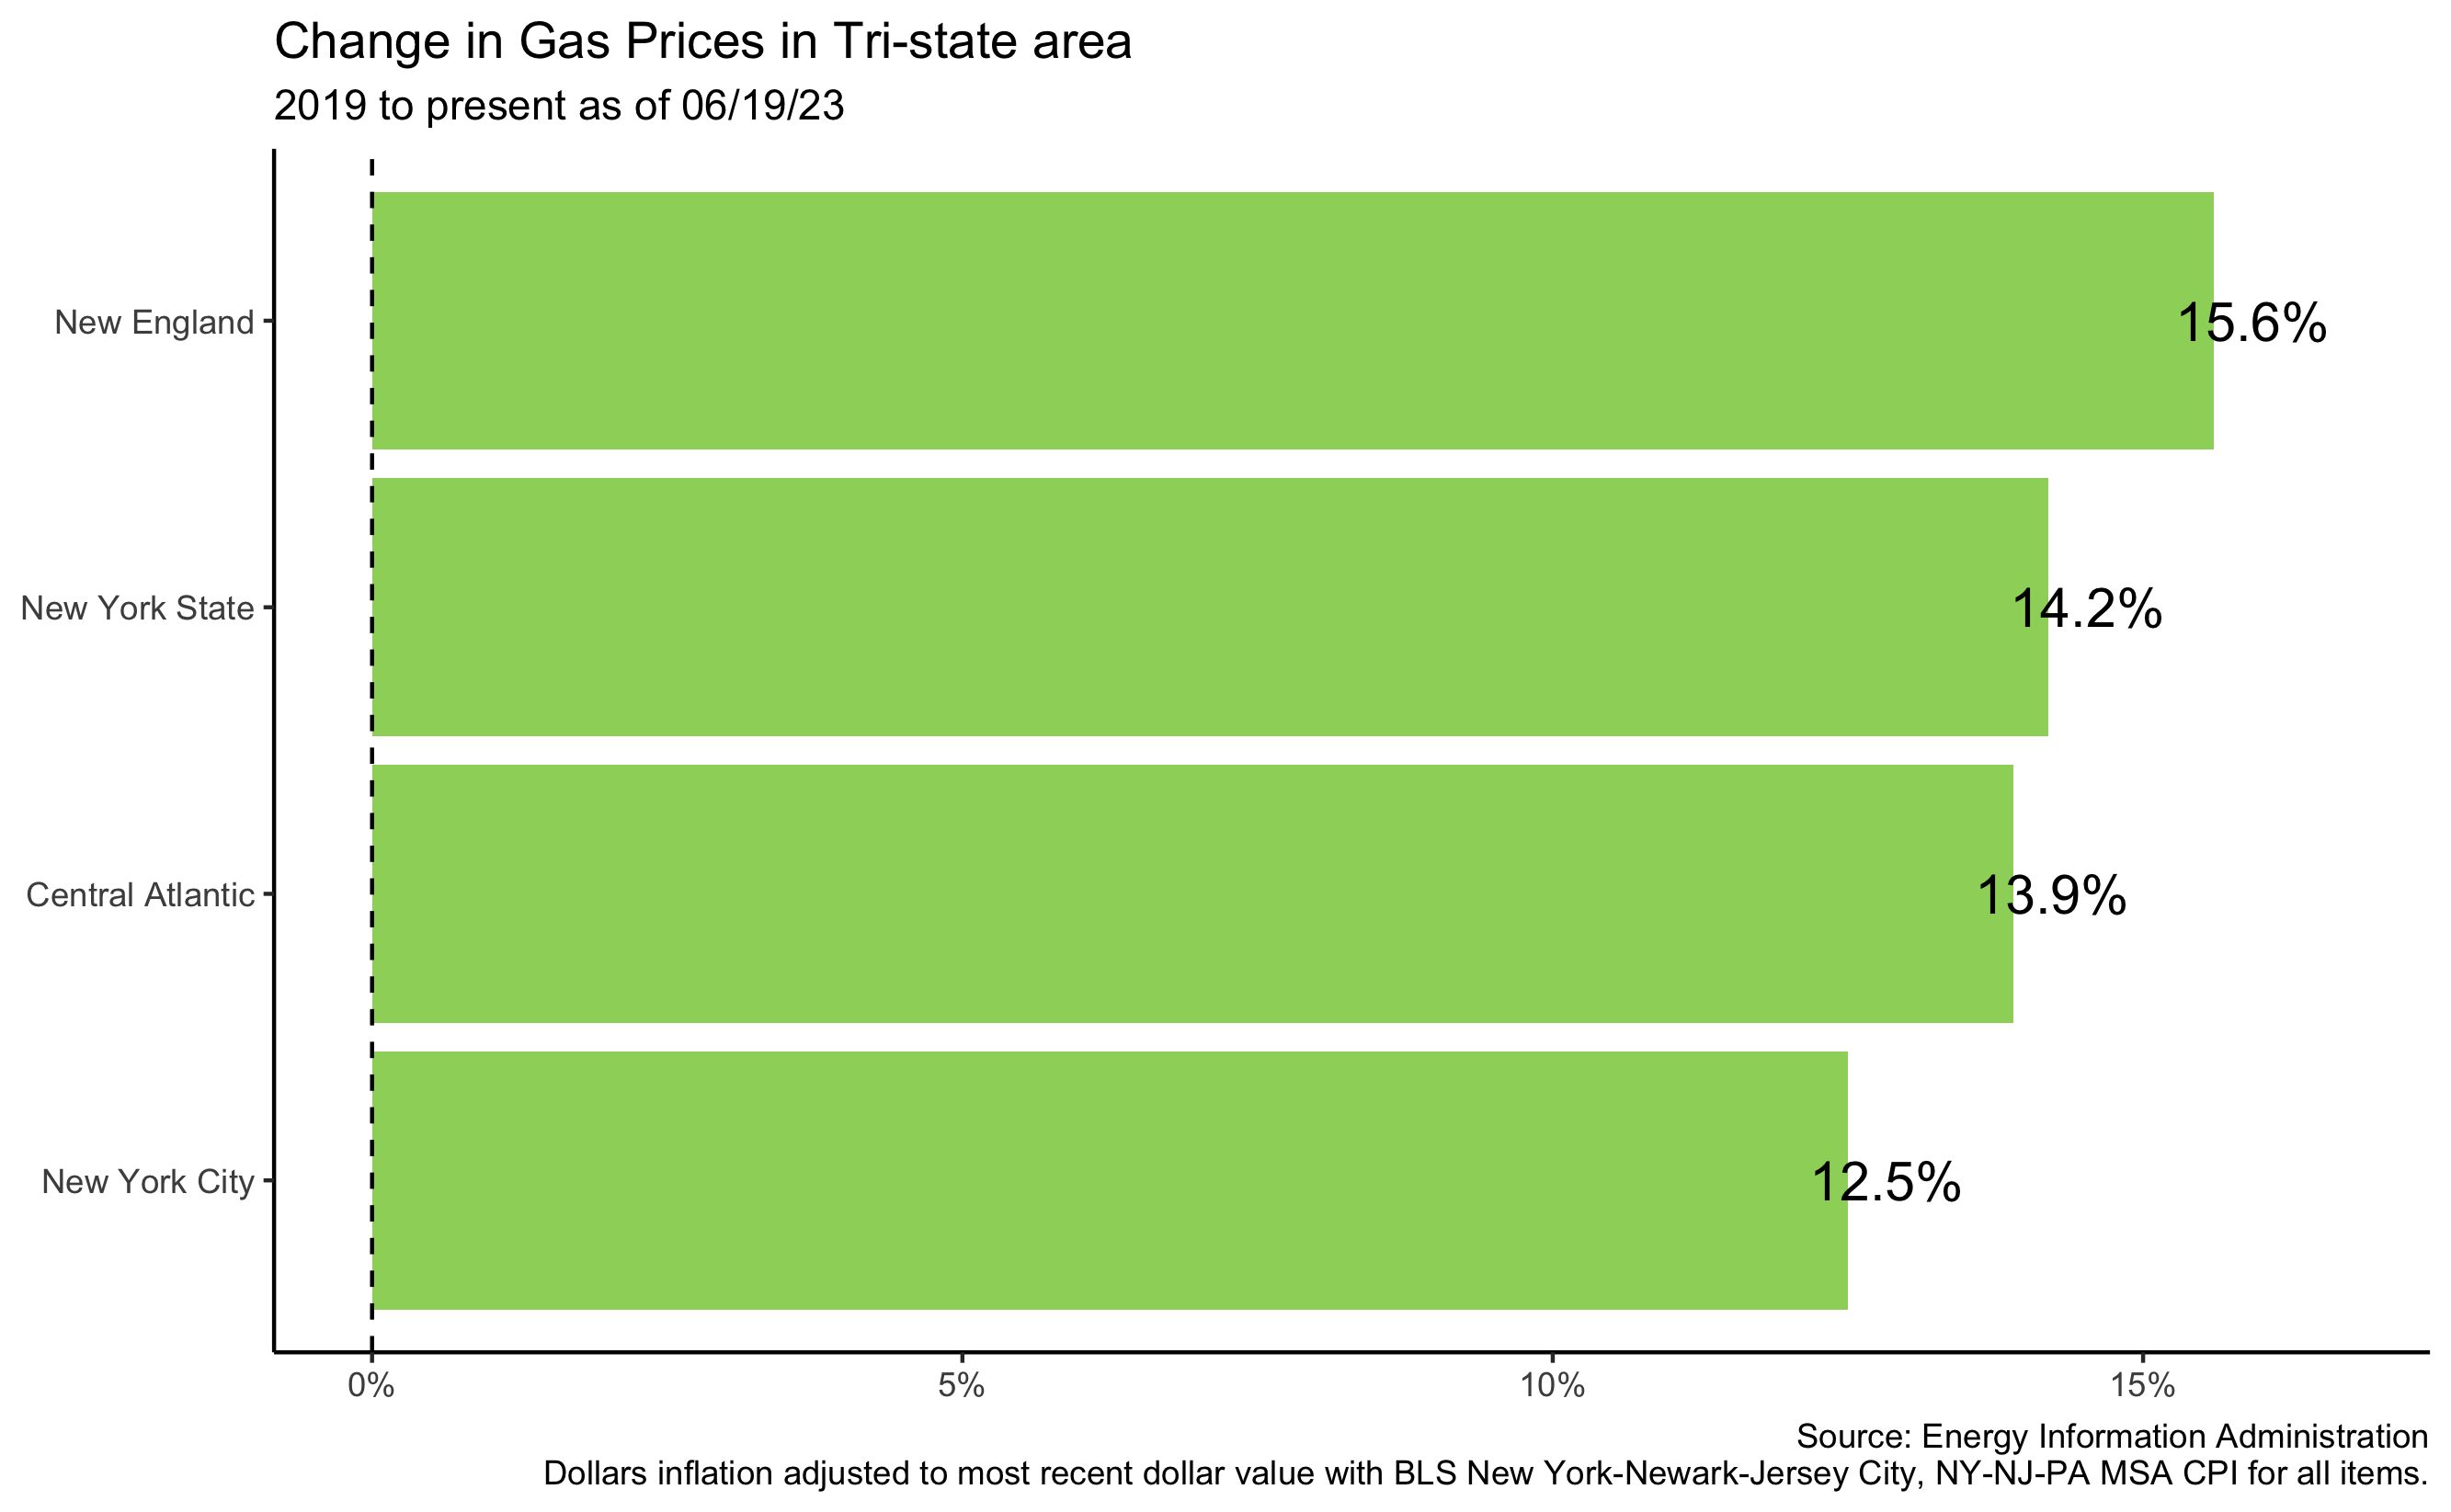 Change in Gas Prices in Tri-state area
2019 to present as of 06/19/23
New England
15.6%
New York State
14.2%
Central Atlantic
13.9%
New York City
12.5%
0%
5%
10%
15%
Source: Energy Information Administration
Dollars inflation adjusted to most recent dollar value with BLS New York-Newark-Jersey City, NY-NJ-PA MSA CPI for all items.